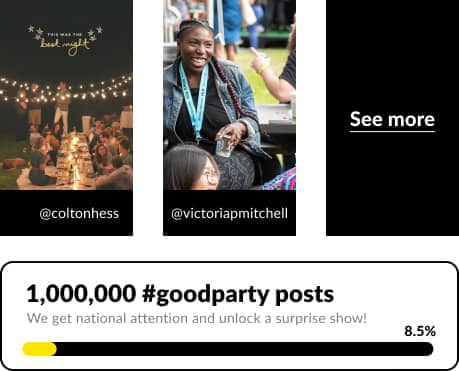 THIS WAS THE
best night
@coltonhess
@victoriapmitchell
See more
1,000,000 #goodparty posts
We get national attention and unlock a surprise show!
8.5%